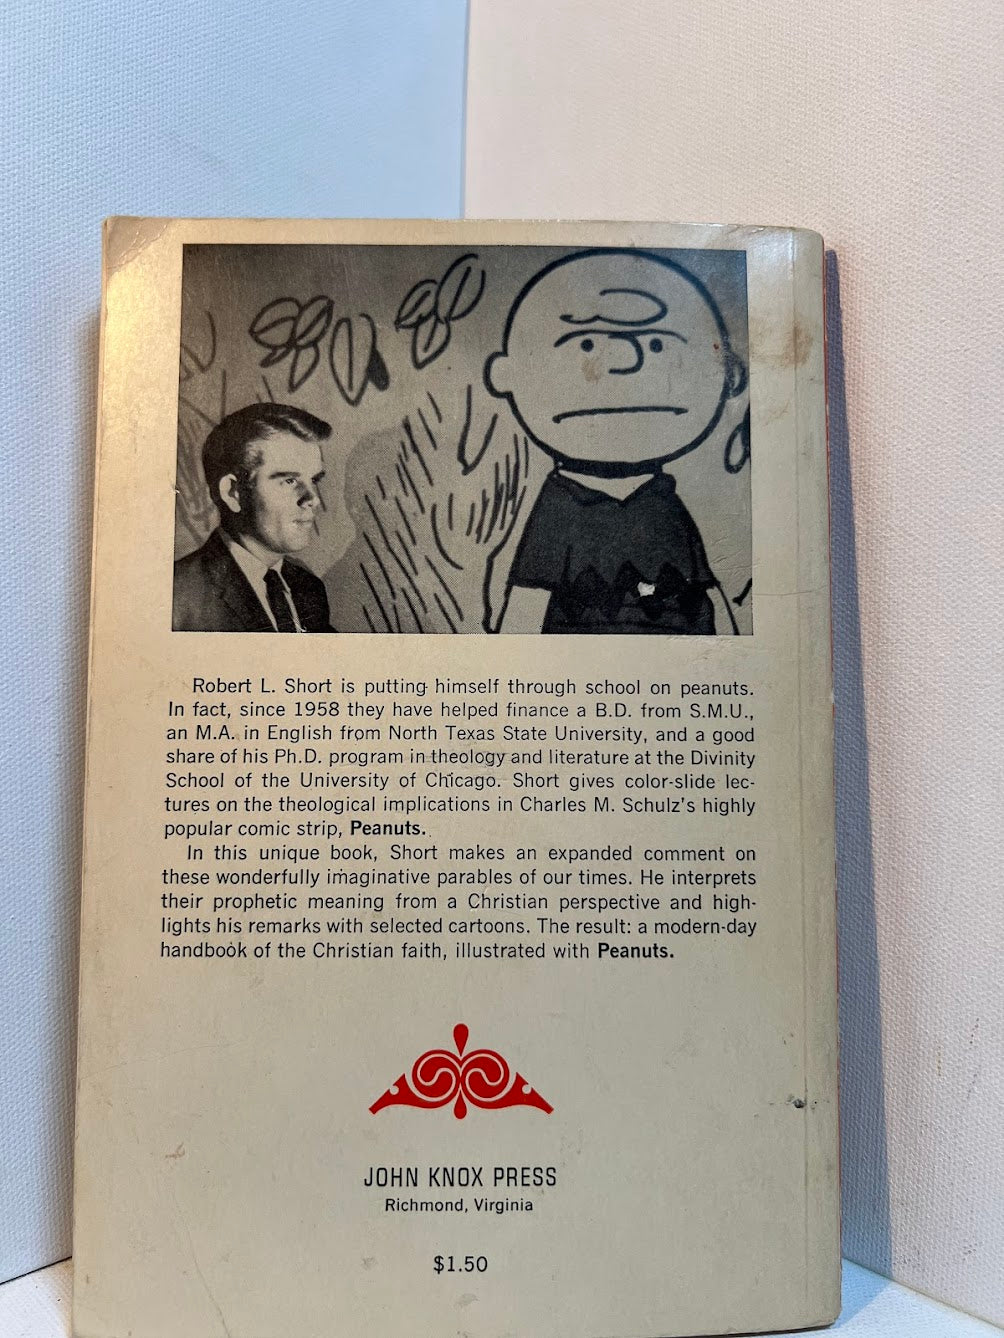 Robert L. Short is putting himself through school on peanuts.
In fact, since 1958 they have helped finance a B.D. from S.M.U.,
an M.A. in English from North Texas State University, and a good
share of his Ph.D. program in theology and literature at the Divinity
School of the University of Chicago. Short gives color-slide lec-
tures on the theological implications in Charles M. Schulz's highly
popular comic strip, Peanuts.
In this unique book, Short makes an expanded comment on
these wonderfully imaginative parables of our times. He interprets
their prophetic meaning from a Christian perspective and high-
lights his remarks with selected cartoons. The result: a modern-day
handbook of the Christian faith, illustrated with Peanuts.
JOHN KNOX PRESS
Richmond, Virginia
$1.50